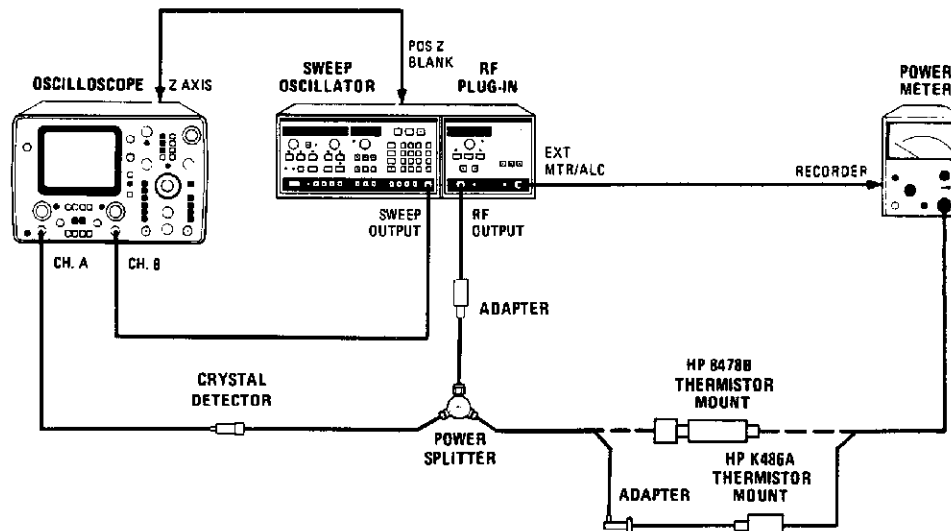 POS Z
BLANK
OSCILLOSCOPE
Z AXIS
SWEEP
OSCILLATOR
RF
PLUG-IN
POWER
METER
EXT
MTR/ALC
RECORDER
SWEEP
OUTPUT
RF
OUTPUT
CH. A
CH. B
ADAPTER
CRYSTAL
DETECTOR
POWER
SPLITTER
HP 8478B
THERMISTOR
MOUNT
HP K486A
THERMISTOR
MOUNT
ADAPTER